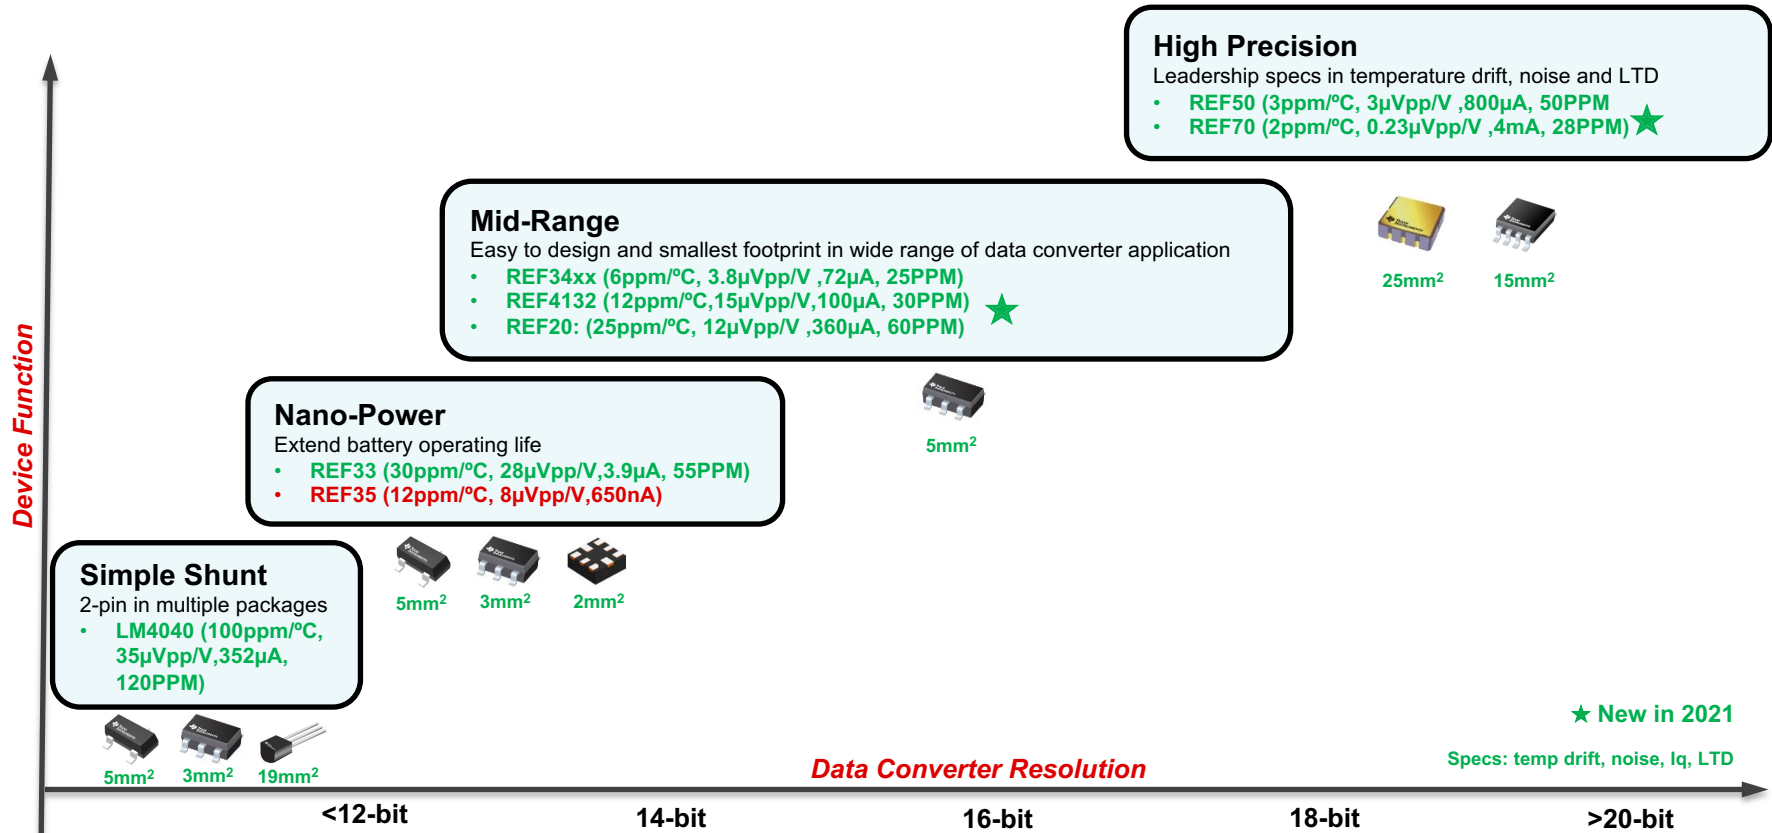 High Precision
Leadership specs in temperature drift, noise and LTD
• REF50 (3ppm/ºC, 3µVpp/V ,800µA, 50PPM
• REF70 (2ppm/ºC, 0.23µVpp/V ,4mA, 28PPM)
25mm²
15mm²
Mid-Range
Easy to design and smallest footprint in wide range of data converter application
• REF34xx (6ppm/ºC, 3.8µVpp/V ,72µA, 25PPM)
• REF4132 (12ppm/ºC,15µVpp/V,100µA, 30PPM)
• REF20: (25ppm/ºC, 12µVpp/V ,360µA, 60PPM)
5mm²
Device Function
Nano-Power
Extend battery operating life
• REF33 (30ppm/ºC, 28µVpp/V,3.9µA, 55PPM)
• REF35 (12ppm/ºC, 8µVpp/V,650nA)
5mm²
3mm²
2mm²
Simple Shunt
2-pin in multiple packages
• LM4040 (100ppm/ºC,
35µVpp/V,352µA,
120PPM)
5mm²
3mm²
19mm²
New in 2021
Specs: temp drift, noise, Iq, LTD
Data Converter Resolution
<12-bit
14-bit
16-bit
18-bit
>20-bit